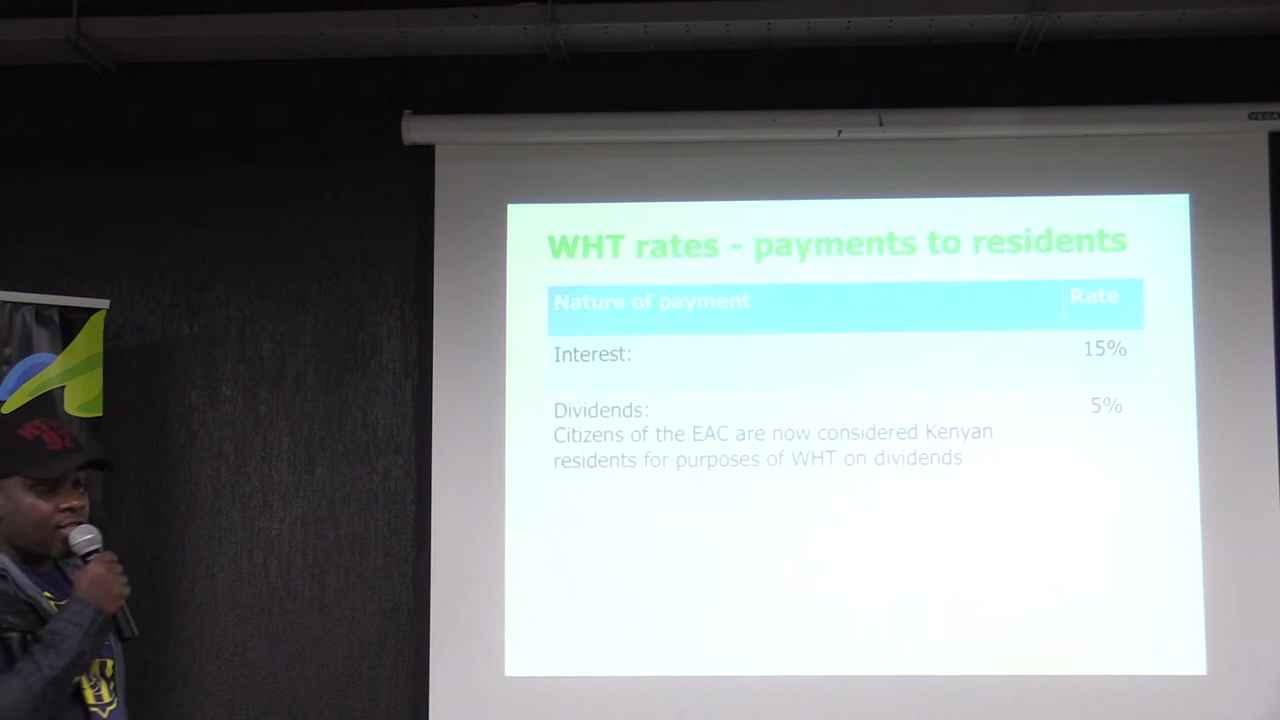 VEGA
WHT rates - payments to residents
Nature of payment
Rate
Interest:
15%
Dividends:
5%
Citizens of the EAC are now considered Kenyan
residents for purposes of WHT on dividends